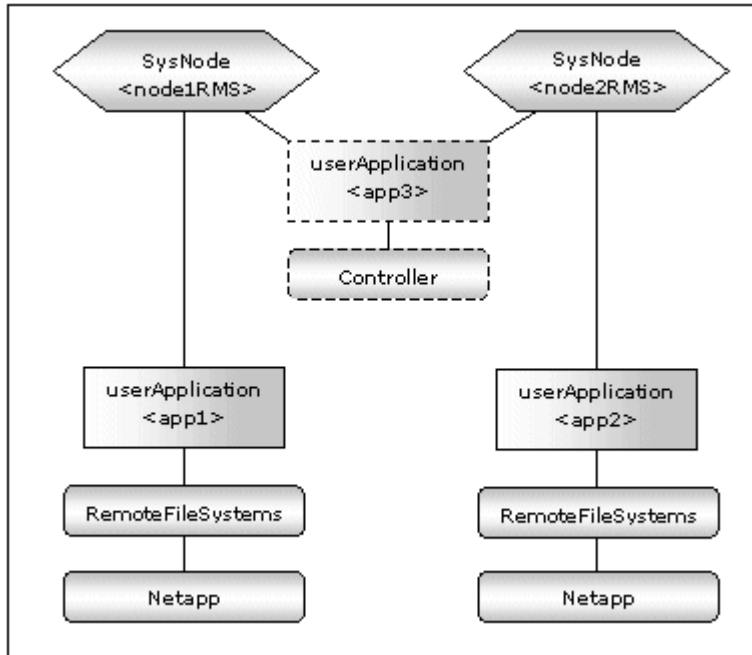 SysNode
<node1RMS>
SysNode
<node2RMS>
userApplication
<app3>
Controller
userApplication
<app1>
userApplication
<app2>
RemoteFileSystems
RemoteFileSystems
Netapp
Netapp